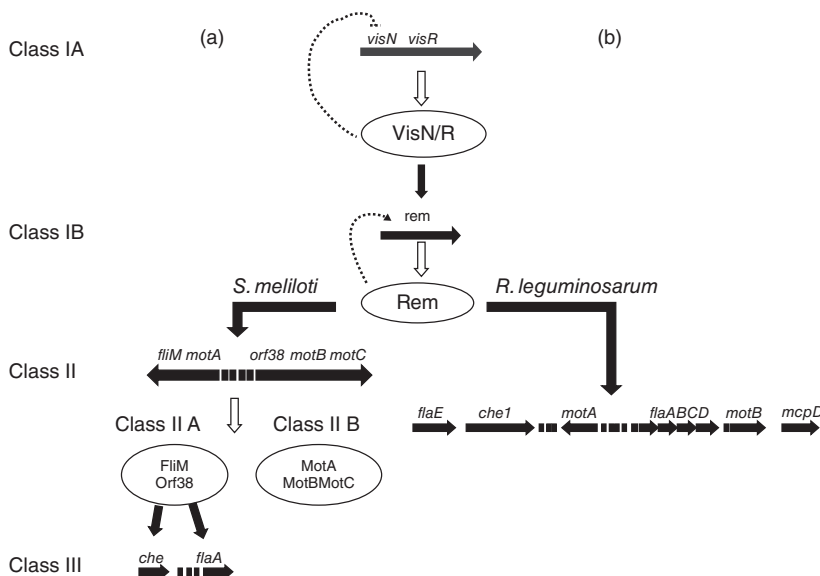 (a)
(b)
Class IA
visN visR
VisN/R
Class IB
rem
S. meliloti
R. leguminosarum
Rem
Class II
fliM motA orf38 motB motC
flaE che1 motA flaABCD motB mcpD
Class II A
Class II B
FliM
Orf38
MotA
MotBMotC
Class III
che flaA